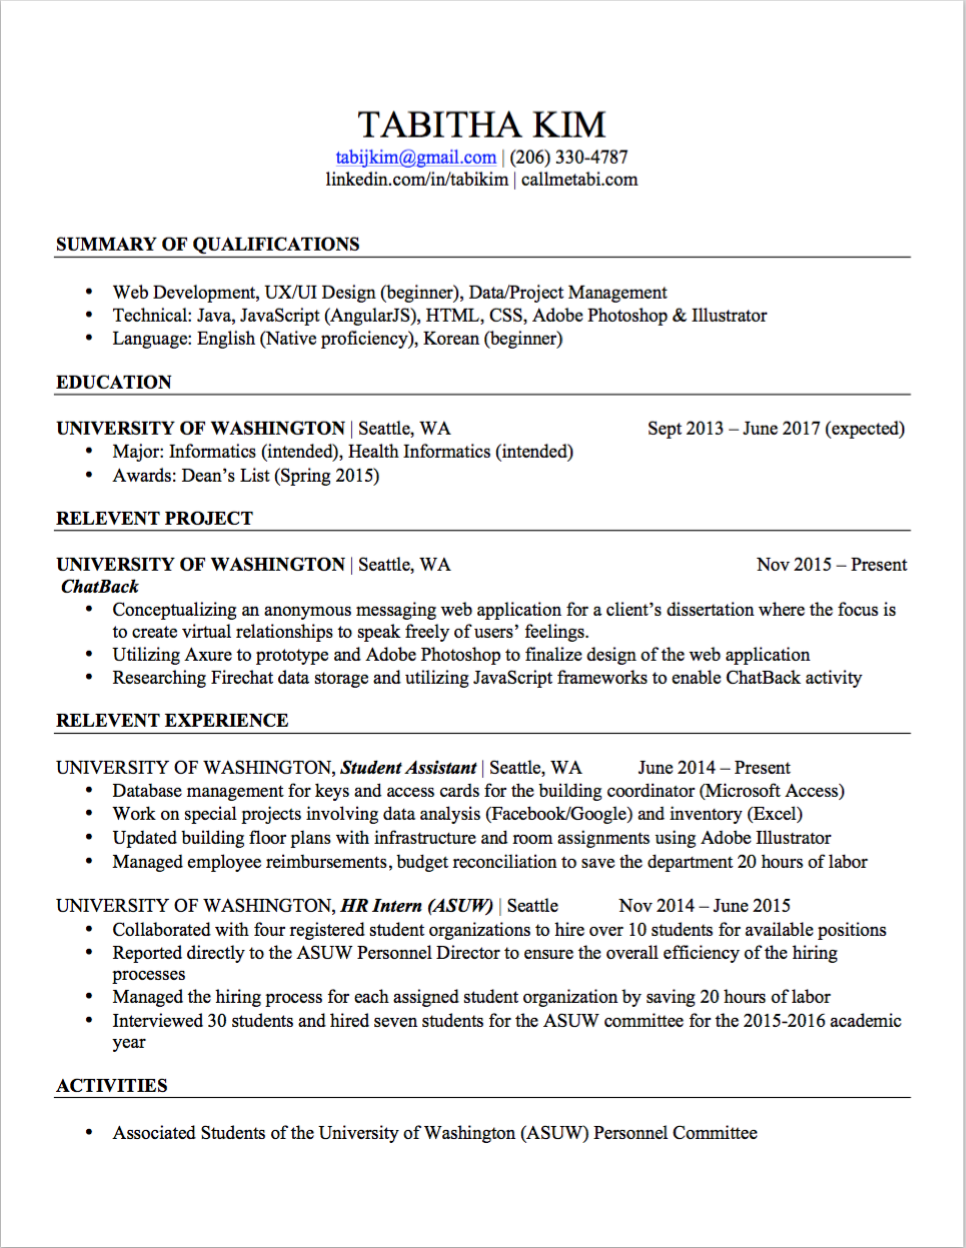 TABITHA KIM
tabijkim@gmail.com | (206) 330-4787
linkedin.com/in/tabikim | callmetabi.com
SUMMARY OF QUALIFICATIONS
• Web Development, UX/UI Design (beginner), Data/Project Management
• Technical: Java, JavaScript (AngularJS), HTML, CSS, Adobe Photoshop & Illustrator
• Language: English (Native proficiency), Korean (beginner)
EDUCATION
UNIVERSITY OF WASHINGTON | Seattle, WA Sept 2013 – June 2017 (expected)
• Major: Informatics (intended), Health Informatics (intended)
• Awards: Dean’s List (Spring 2015)
RELEVENT PROJECT
UNIVERSITY OF WASHINGTON | Seattle, WA Nov 2015 – Present
ChatBack
• Conceptualizing an anonymous messaging web application for a client’s dissertation where the focus is
to create virtual relationships to speak freely of users’ feelings.
• Utilizing Axure to prototype and Adobe Photoshop to finalize design of the web application
• Researching Firechat data storage and utilizing JavaScript frameworks to enable ChatBack activity
RELEVENT EXPERIENCE
UNIVERSITY OF WASHINGTON, Student Assistant | Seattle, WA June 2014 – Present
• Database management for keys and access cards for the building coordinator (Microsoft Access)
• Work on special projects involving data analysis (Facebook/Google) and inventory (Excel)
• Updated building floor plans with infrastructure and room assignments using Adobe Illustrator
• Managed employee reimbursements, budget reconciliation to save the department 20 hours of labor
UNIVERSITY OF WASHINGTON, HR Intern (ASUW) | Seattle Nov 2014 – June 2015
• Collaborated with four registered student organizations to hire over 10 students for available positions
• Reported directly to the ASUW Personnel Director to ensure the overall efficiency of the hiring
processes
• Managed the hiring process for each assigned student organization by saving 20 hours of labor
• Interviewed 30 students and hired seven students for the ASUW committee for the 2015-2016 academic
year
ACTIVITIES
• Associated Students of the University of Washington (ASUW) Personnel Committee